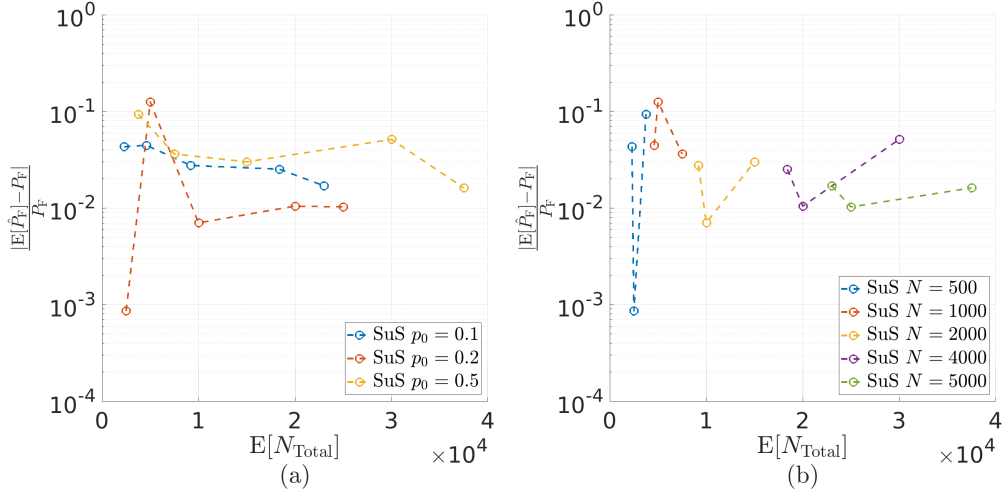 10^0
10^-1
10^-2
10^-3
10^-4
|E[P̂_F]−P_F|
P_F
0 1 2 3 4
×10^4
E[N_Total]
(a)
SuS p_0 = 0.1
SuS p_0 = 0.2
SuS p_0 = 0.5
10^0
10^-1
10^-2
10^-3
10^-4
|E[P̂_F]−P_F|
P_F
0 1 2 3 4
×10^4
E[N_Total]
(b)
SuS N = 500
SuS N = 1000
SuS N = 2000
SuS N = 4000
SuS N = 5000